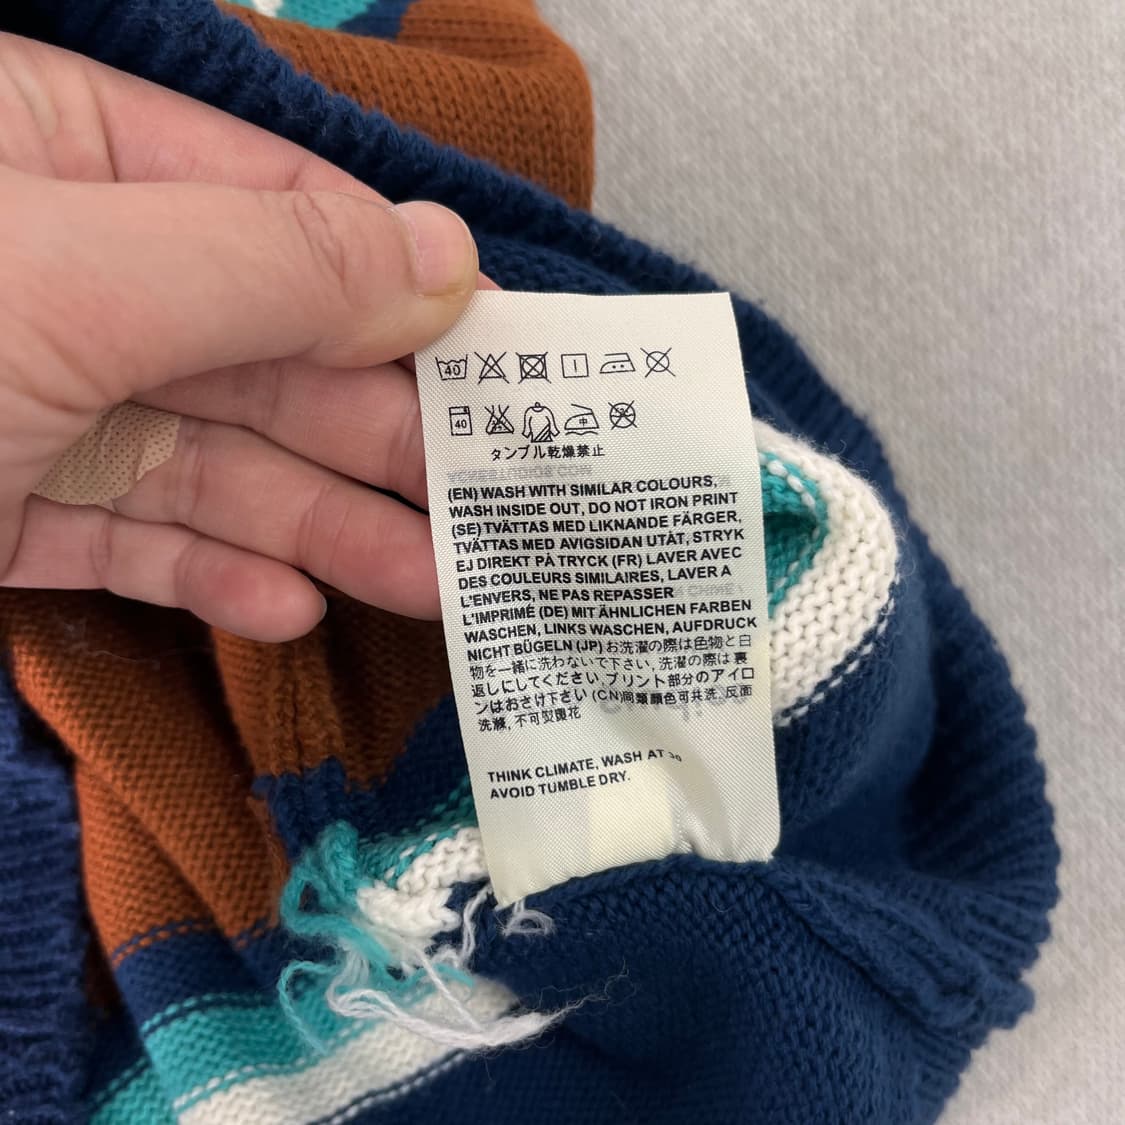 40
40 中
タンブル乾燥禁止
(EN) WASH WITH SIMILAR COLOURS,
WASH INSIDE OUT, DO NOT IRON PRINT
(SE) TVÄTTAS MED LIKNANDE FÄRGER,
TVÄTTAS MED AVIGSIDAN UTÅT, STRYK
EJ DIREKT PÅ TRYCK (FR) LAVER AVEC
DES COULEURS SIMILAIRES, LAVER A
L'ENVERS, NE PAS REPASSER
L'IMPRIMÉ (DE) MIT ÄHNLICHEN FARBEN
WASCHEN, LINKS WASCHEN, AUFDRUCK
NICHT BÜGELN (JP) お洗濯の際は色物と白
物を一緒に洗わないで下さい, 洗濯の際は裏
返しにしてください, プリント部分のアイロ
ンはおさけ下さい (CN)同類顔色可共洗, 反面
洗滌, 不可熨圖花
THINK CLIMATE, WASH AT 30
AVOID TUMBLE DRY.